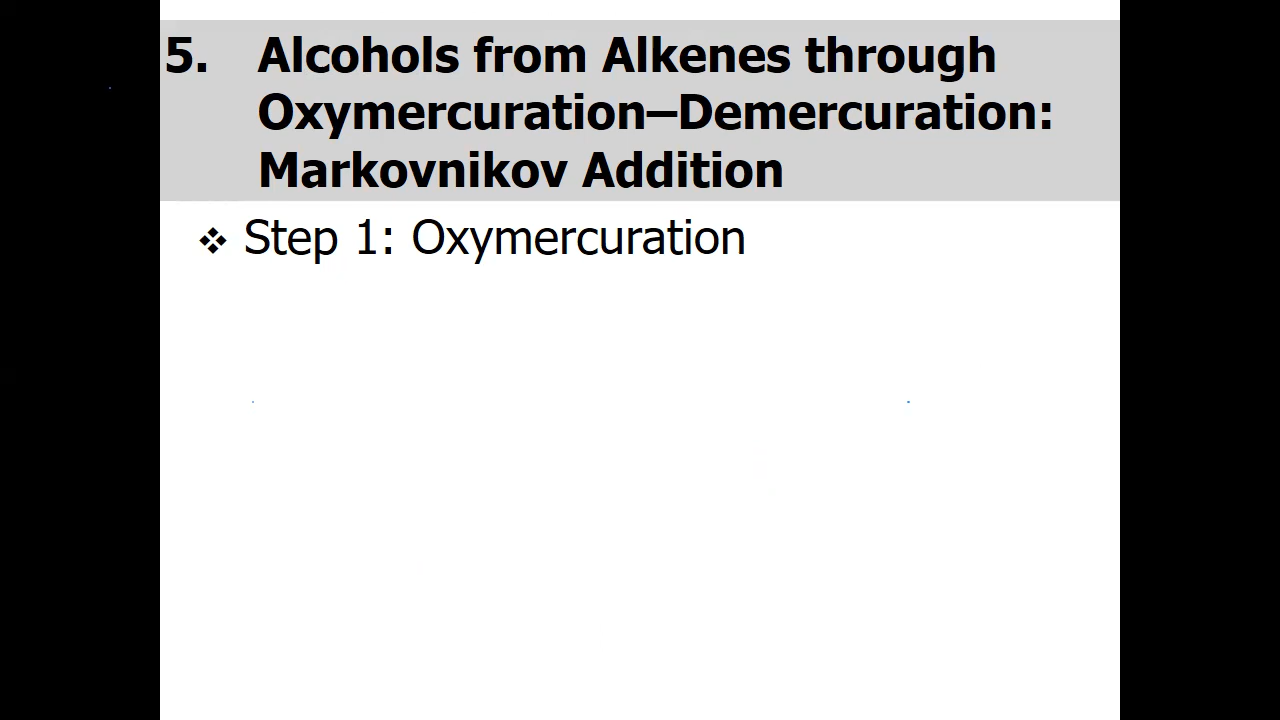 5. Alcohols from Alkenes through
Oxymercuration–Demercuration:
Markovnikov Addition
❖ Step 1: Oxymercuration